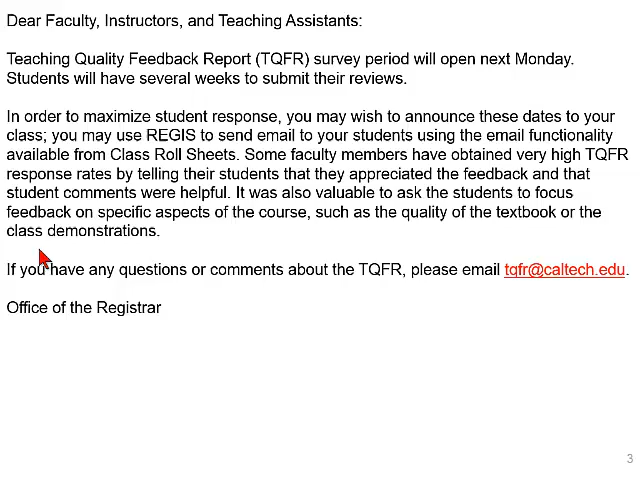 Dear Faculty, Instructors, and Teaching Assistants:
Teaching Quality Feedback Report (TQFR) survey period will open next Monday.
Students will have several weeks to submit their reviews.
In order to maximize student response, you may wish to announce these dates to your
class; you may use REGIS to send email to your students using the email functionality
available from Class Roll Sheets. Some faculty members have obtained very high TQFR
response rates by telling their students that they appreciated the feedback and that
student comments were helpful. It was also valuable to ask the students to focus
feedback on specific aspects of the course, such as the quality of the textbook or the
class demonstrations.
If you have any questions or comments about the TQFR, please email tqfr@caltech.edu.
Office of the Registrar
3